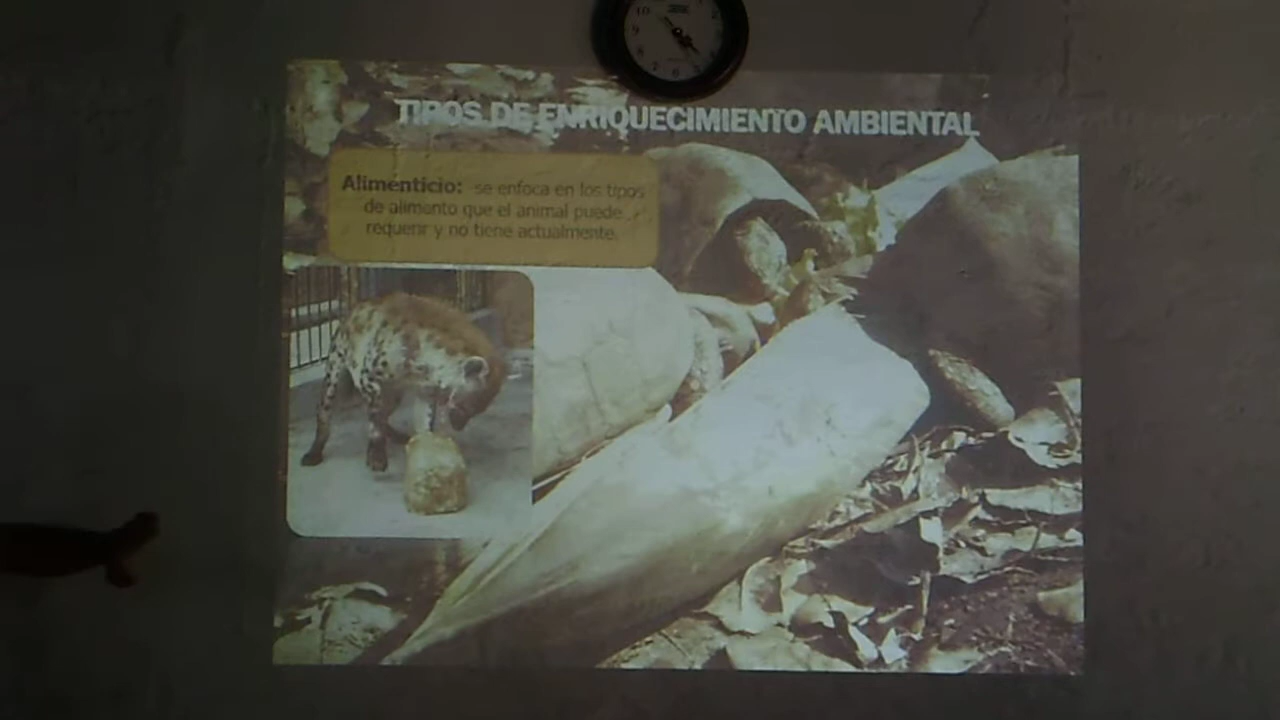 TIPOS DE ENRIQUECIMIENTO AMBIENTAL
Alimenticio: se enfoca en los tipos
de alimento que el animal puede
requerir y no tiene actualmente.